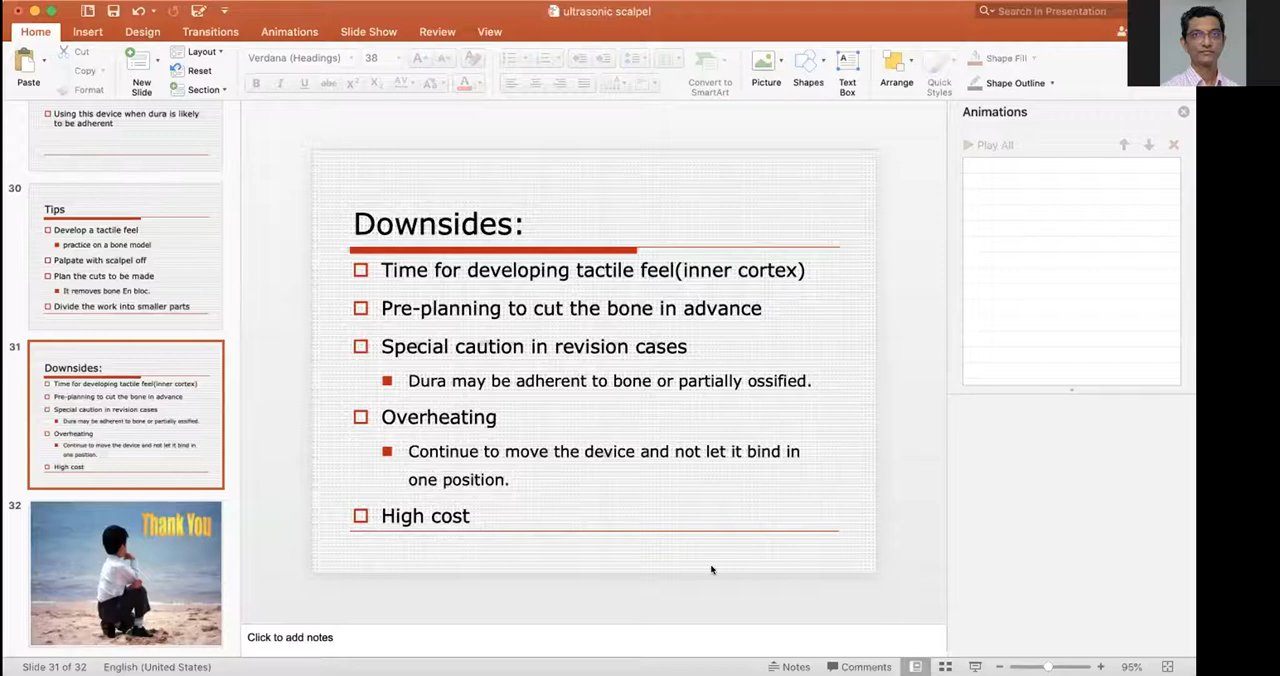 ultrasonic scalpel
Search in Presentation
Home Insert Design Transitions Animations Slide Show Review View
Paste
Cut
Copy
Format
New
Slide
Layout
Reset
Section
Verdana (Headings) 38
Convert to
SmartArt
Picture
Shapes
Text
Box
Arrange
Quick
Styles
Shape Fill
Shape Outline
Using this device when dura is likely
to be adherent
30
Tips
Develop a tactile feel
practice on a bone model
Palpate with scalpel off
Plan the cuts to be made
It removes bone En bloc.
Divide the work into smaller parts
31
Downsides:
Time for developing tactile feel(inner cortex)
Pre-planning to cut the bone in advance
Special caution in revision cases
Dura may be adherent to bone or partially ossified.
Overheating
Continue to move the device and not let it bind in
one position.
High cost
32
Thank You
Downsides:
Time for developing tactile feel(inner cortex)
Pre-planning to cut the bone in advance
Special caution in revision cases
Dura may be adherent to bone or partially ossified.
Overheating
Continue to move the device and not let it bind in
one position.
High cost
Click to add notes
Animations
Play All
Slide 31 of 32 English (United States) Notes Comments 95%